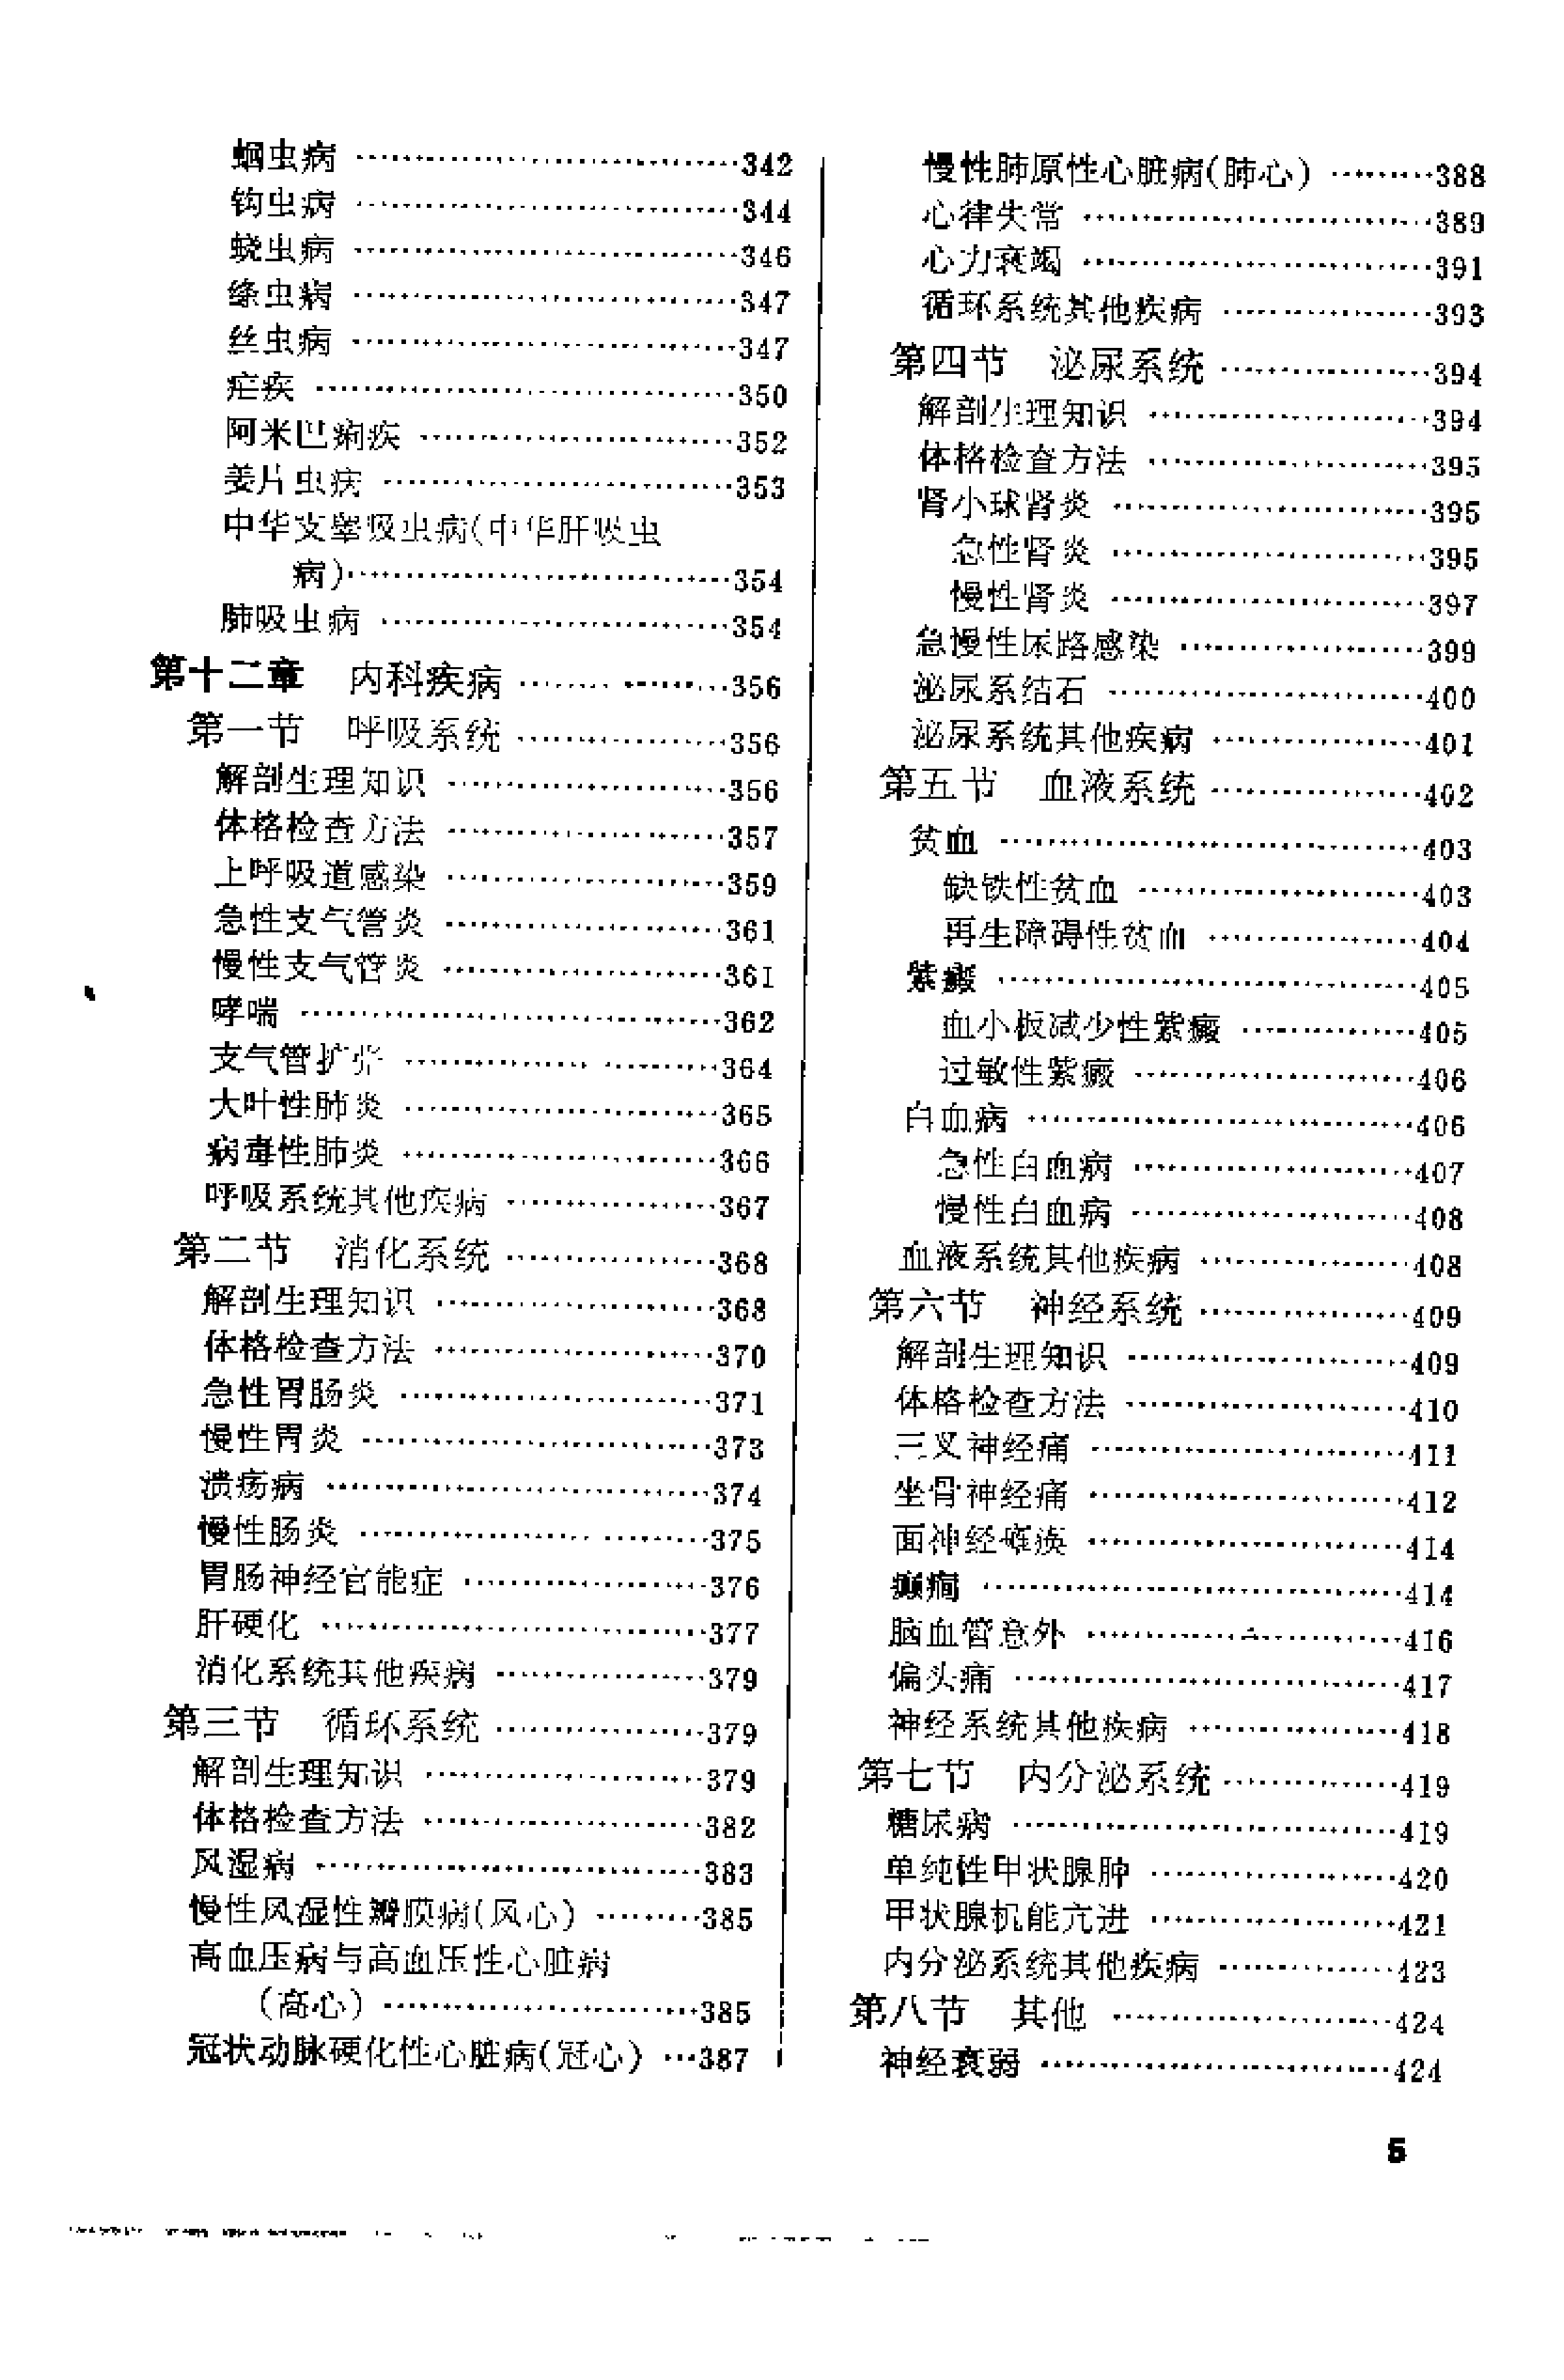 蛔虫病 ……………………………342
钩虫病 ……………………………344
蛲虫病 ……………………………346
绦虫病 ……………………………347
丝虫病 ……………………………347
疟疾 ………………………………350
阿米巴痢疾 ………………………352
姜片虫病 …………………………353
中华支睾吸虫病(中华肝吸虫
病)…………………………………354
肺吸虫病 …………………………354
第十二章 内科疾病 ………………356
第一节 呼吸系统 …………………356
解剖生理知识 ……………………356
体格检查方法 ……………………357
上呼吸道感染 ……………………359
急性支气管炎 ……………………361
慢性支气管炎 ……………………361
哮喘 ………………………………362
支气管扩张 ………………………364
大叶性肺炎 ………………………365
病毒性肺炎 ………………………366
呼吸系统其他疾病 ………………367
第二节 消化系统 …………………368
解剖生理知识 ……………………368
体格检查方法 ……………………370
急性胃肠炎 ………………………371
慢性胃炎 …………………………373
溃疡病 ……………………………374
慢性肠炎 …………………………375
胃肠神经官能症 …………………376
肝硬化 ……………………………377
消化系统其他疾病 ………………379
第三节 循环系统 …………………379
解剖生理知识 ……………………379
体格检查方法 ……………………382
风湿病 ……………………………383
慢性风湿性瓣膜病(风心) ………385
高血压病与高血压性心脏病
(高心) ……………………………385
冠状动脉硬化性心脏病(冠心) …387
慢性肺原性心脏病(肺心) ………388
心律失常 …………………………389
心力衰竭 …………………………391
循环系统其他疾病 ………………393
第四节 泌尿系统 …………………394
解剖生理知识 ……………………394
体格检查方法 ……………………395
肾小球肾炎 ………………………395
急性肾炎 …………………………395
慢性肾炎 …………………………397
急慢性尿路感染 …………………399
泌尿系结石 ………………………400
泌尿系统其他疾病 ………………401
第五节 血液系统 …………………402
贫血 ………………………………403
缺铁性贫血 ………………………403
再生障碍性贫血 …………………404
紫癜 ………………………………405
血小板减少性紫癜 ………………405
过敏性紫癜 ………………………406
白血病 ……………………………406
急性白血病 ………………………407
慢性白血病 ………………………408
血液系统其他疾病 ………………408
第六节 神经系统 …………………409
解剖生理知识 ……………………409
体格检查方法 ……………………410
三叉神经痛 ………………………411
坐骨神经痛 ………………………412
面神经瘫痪 ………………………414
癫痫 ………………………………414
脑血管意外 ………………………416
偏头痛 ……………………………417
神经系统其他疾病 ………………418
第七节 内分泌系统 ………………419
糖尿病 ……………………………419
单纯性甲状腺肿 …………………420
甲状腺机能亢进 …………………421
内分泌系统其他疾病 ……………423
第八节 其他 ………………………424
神经衰弱 …………………………424
5